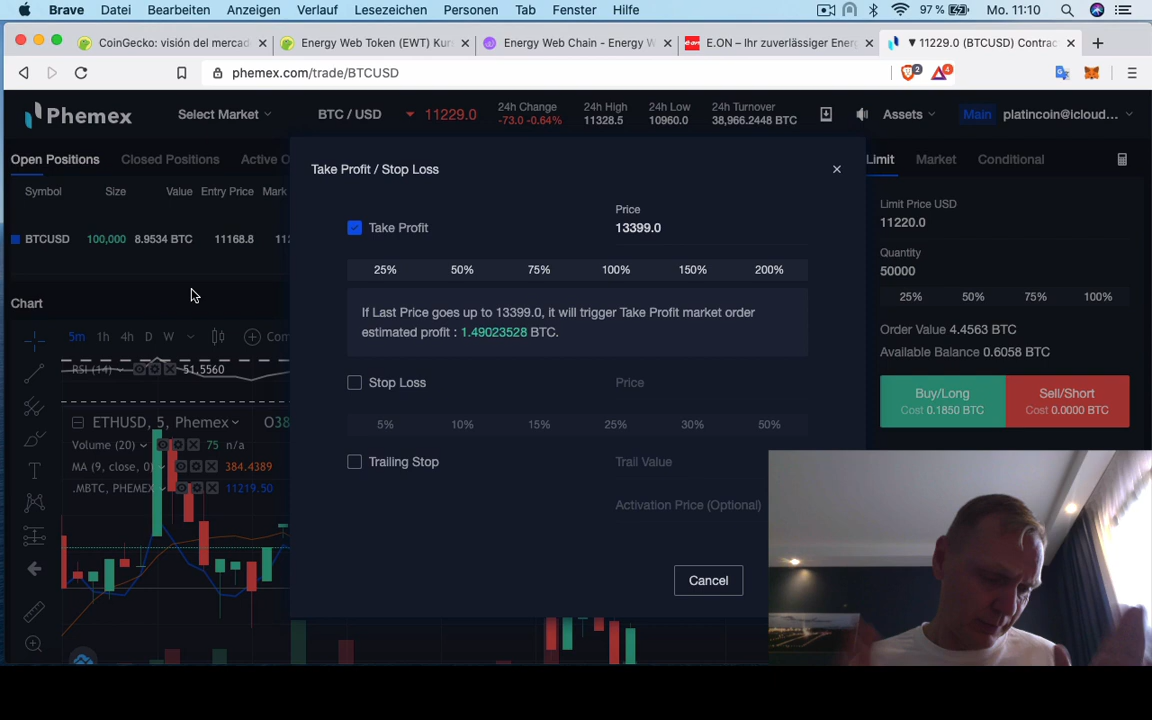 Brave Datei Bearbeiten Anzeigen Verlauf Lesezeichen Personen Tab Fenster Hilfe 97 % Mo. 11:10
CoinGecko: visión del mercad Energy Web Token (EWT) Kurs Energy Web Chain - Energy W e·on E.ON – Ihr zuverlässiger Energ ▼ 11229.0 (BTCUSD) Contrac
phemex.com/trade/BTCUSD 2 4
Phemex Select Market BTC / USD 11229.0 24h Change 24h High 24h Low 24h Turnover Assets Main platincoin@icloud...
-73.0 -0.64% 11328.5 10960.0 38,966.2448 BTC
Open Positions Closed Positions Active O
Symbol Size Value Entry Price Mark
BTCUSD 100,000 8.9534 BTC 11168.8
Chart
5m 1h 4h D W Com
RSI (14) 51.5560
ETHUSD, 5, Phemex O38
Volume (20) 75 n/a
MA (9, close, 0) 384.4389
.MBTC, PHEMEX 11219.50
Take Profit / Stop Loss
Take Profit
Price
13399.0
25% 50% 75% 100% 150% 200%
If Last Price goes up to 13399.0, it will trigger Take Profit market order
estimated profit : 1.49023528 BTC.
Stop Loss Price
5% 10% 15% 25% 30% 50%
Trailing Stop Trail Value
Activation Price (Optional)
Cancel
Limit Market Conditional
Limit Price USD
11220.0
Quantity
50000
25% 50% 75% 100%
Order Value 4.4563 BTC
Available Balance 0.6058 BTC
Buy/Long Sell/Short
Cost 0.1850 BTC Cost 0.0000 BTC